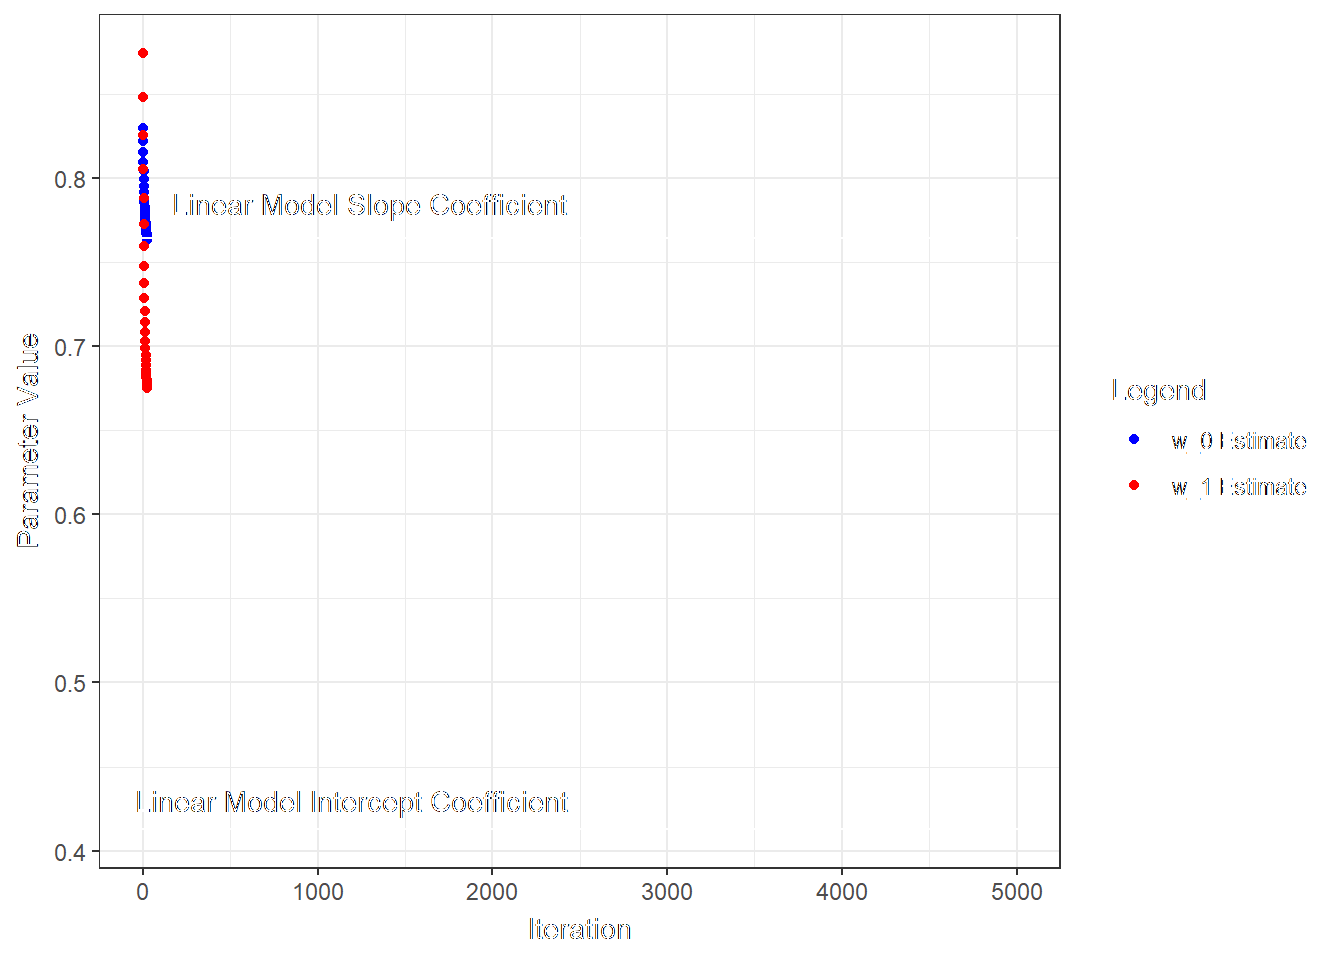 0.8
Linear Model Slope Coefficient
0.7
0.6
0.5
Linear Model Intercept Coefficient
0.4
0 1000 2000 3000 4000 5000
Iteration
Parameter Value
Legend
w_0 Estimate
w_1 Estimate